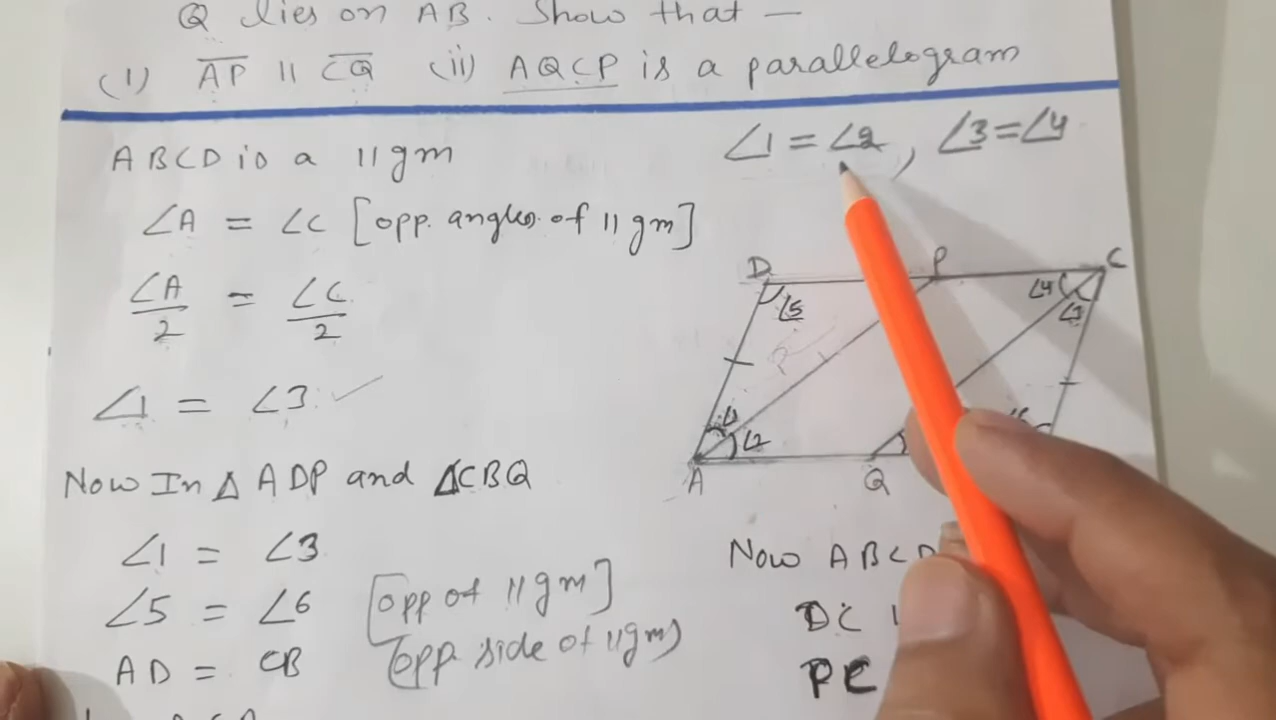 Q lies on AB. Show that —
(i) AP || CQ (ii) AQCP is a parallelogram
∠1 = ∠2, ∠3 = ∠4
ABCD is a ||gm
∠A = ∠C [opp. angles of ||gm]
∠A/2 = ∠C/2
∠1 = ∠3 ✓
Now In Δ ADP and ΔCBQ
∠1 = ∠3
∠5 = ∠6 [opp of ||gm]
AD = CB [opp side of ||gm)
D P C
∠5 ∠4 ∠3
∠1 ∠2
A Q
Now ABCD
DC
PC